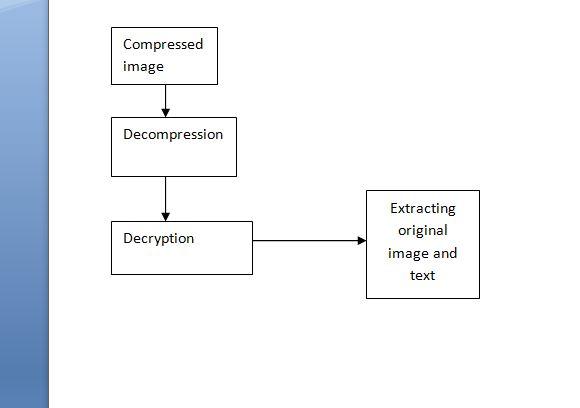 Compressed
image
Decompression
Decryption
Extracting
original
image and
text